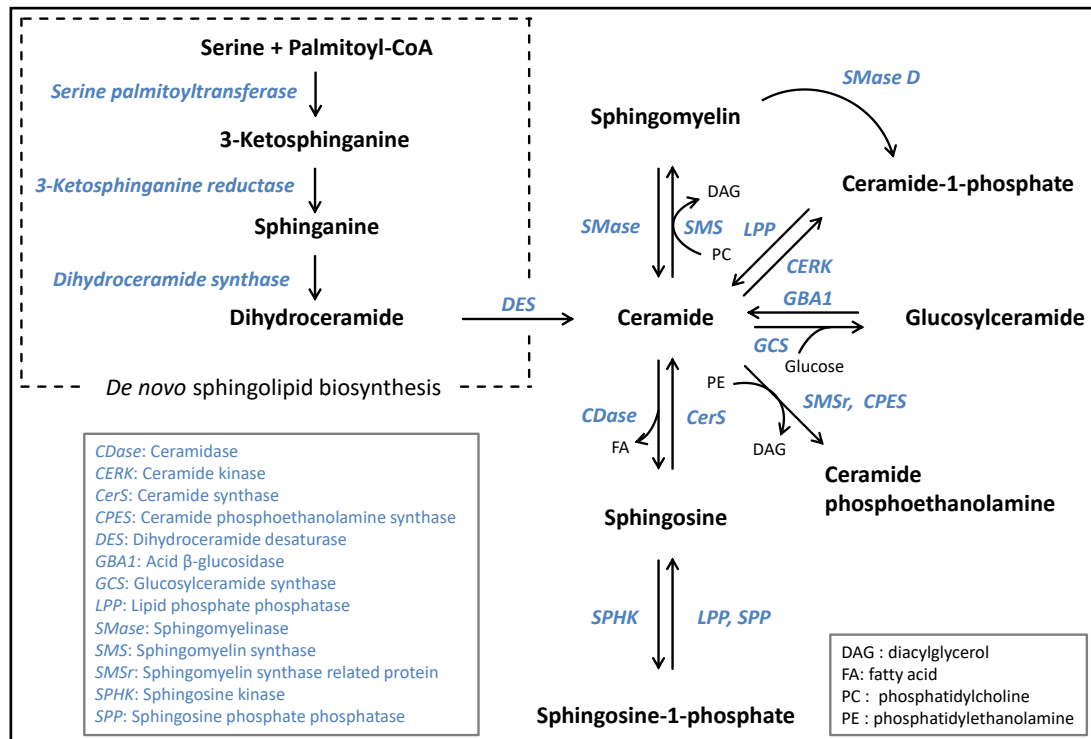 Serine + Palmitoyl-CoA
Serine palmitoyltransferase
3-Ketosphinganine
3-Ketosphinganine reductase
Sphinganine
Dihydroceramide synthase
Dihydroceramide
De novo sphingolipid biosynthesis
DES
SMase D
Sphingomyelin
Ceramide-1-phosphate
DAG
SMase
SMS
LPP
PC
CERK
GBA1
Ceramide
Glucosylceramide
GCS
Glucose
PE
SMSr, CPES
CDase
CerS
FA
DAG
Ceramide
phosphoethanolamine
Sphingosine
SPHK
LPP, SPP
Sphingosine-1-phosphate
CDase: Ceramidase
CERK: Ceramide kinase
CerS: Ceramide synthase
CPES: Ceramide phosphoethanolamine synthase
DES: Dihydroceramide desaturase
GBA1: Acid β-glucosidase
GCS: Glucosylceramide synthase
LPP: Lipid phosphate phosphatase
SMase: Sphingomyelinase
SMS: Sphingomyelin synthase
SMSr: Sphingomyelin synthase related protein
SPHK: Sphingosine kinase
SPP: Sphingosine phosphate phosphatase
DAG : diacylglycerol
FA: fatty acid
PC : phosphatidylcholine
PE : phosphatidylethanolamine